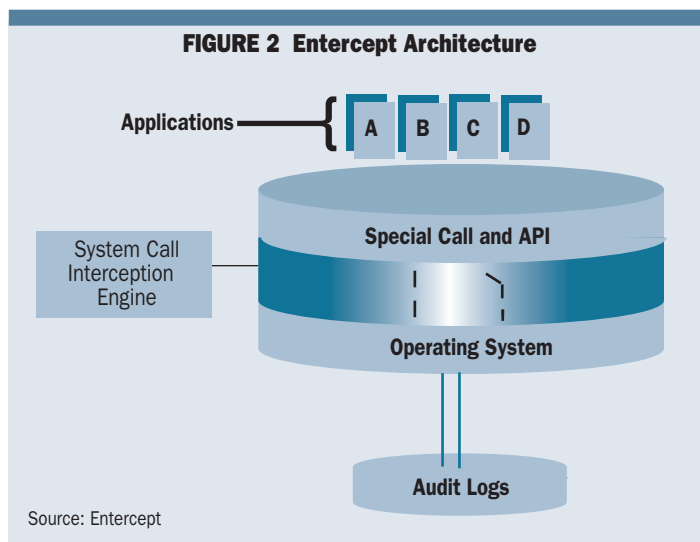 FIGURE 2 Entercept Architecture
Applications
A
B
C
D
Special Call and API
System Call
Interception
Engine
Operating System
Audit Logs
Source: Entercept